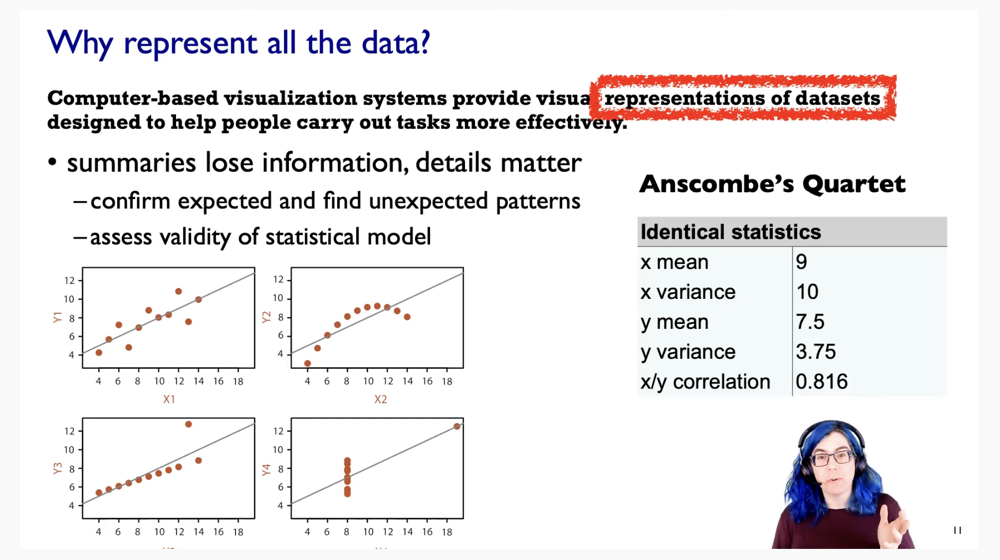 Why represent all the data?
Computer-based visualization systems provide visual representations of datasets
designed to help people carry out tasks more effectively.
• summaries lose information, details matter
–confirm expected and find unexpected patterns
–assess validity of statistical model
Anscombe's Quartet
Identical statistics
x mean 9
x variance 10
y mean 7.5
y variance 3.75
x/y correlation 0.816
12
10
8
6
4
Y1
4 6 8 10 12 14 16 18
X1
12
10
8
6
4
Y2
4 6 8 10 12 14 16 18
X2
12
10
8
6
4
Y3
4 6 8 10 12 14 16 18
12
10
8
6
4
Y4
4 6 8 10 12 14 16 18
11